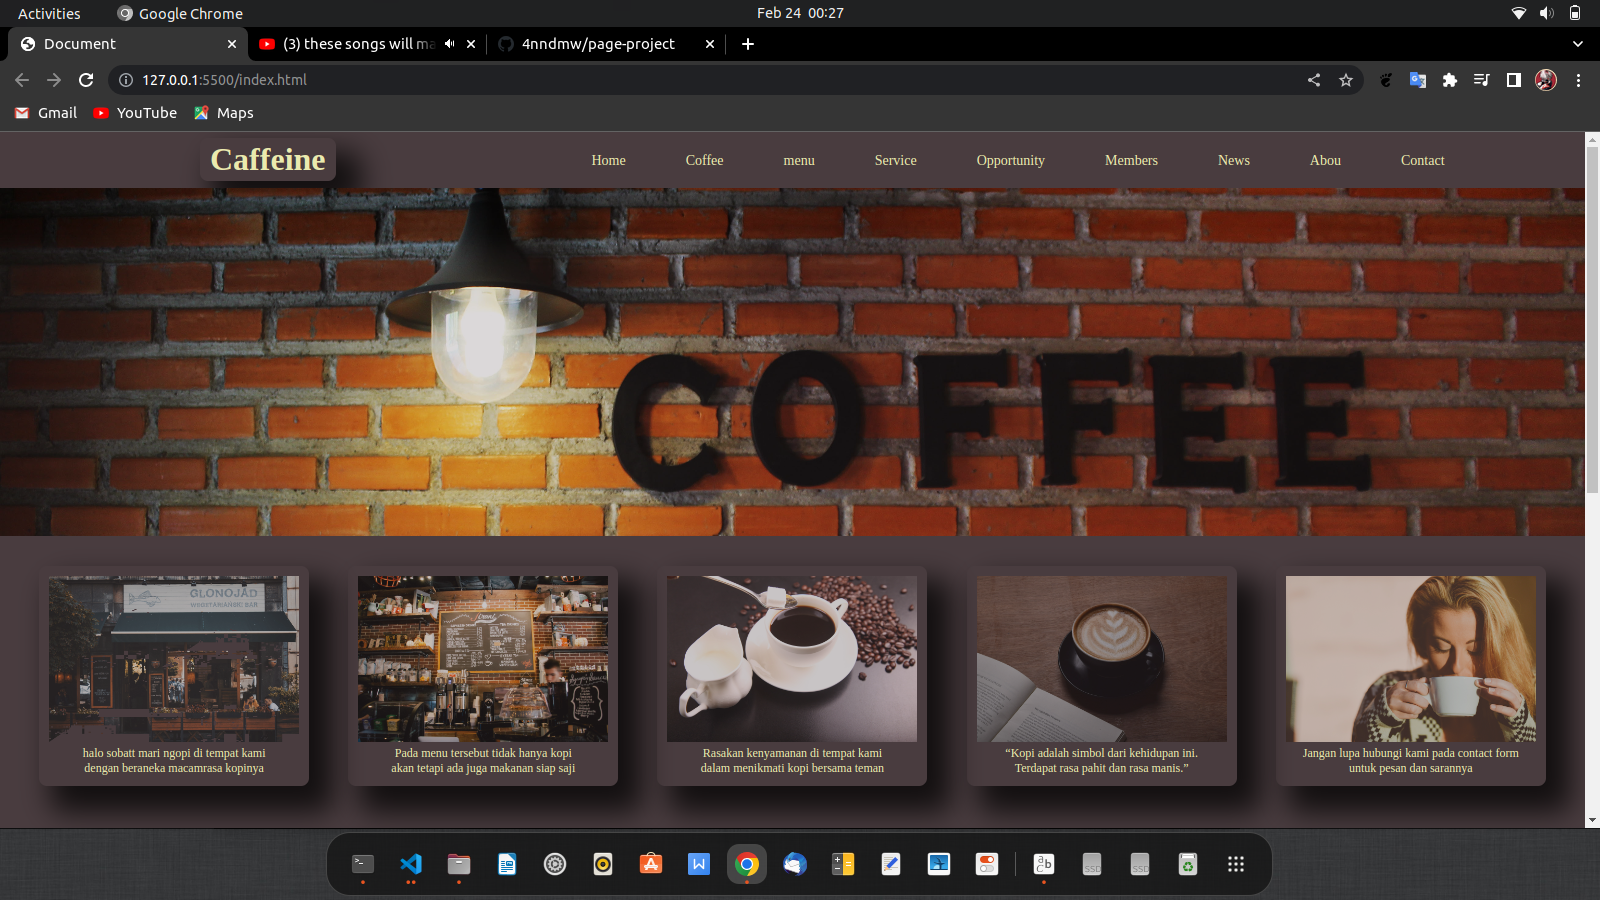 Activities
Google Chrome
Feb 24 00:27
Document
(3) these songs will ma
4nndmw/page-project
127.0.0.1:5500/index.html
Gmail
YouTube
Maps
Caffeine
Home
Coffee
menu
Service
Opportunity
Members
News
Abou
Contact
COFFEE
GLONOJAD
halo sobatt mari ngopi di tempat kami
dengan beraneka macamrasa kopinya
Pada menu tersebut tidak hanya kopi
akan tetapi ada juga makanan siap saji
Rasakan kenyamanan di tempat kami
dalam menikmati kopi bersama teman
“Kopi adalah simbol dari kehidupan ini.
Terdapat rasa pahit dan rasa manis.”
Jangan lupa hubungi kami pada contact form
untuk pesan dan sarannya